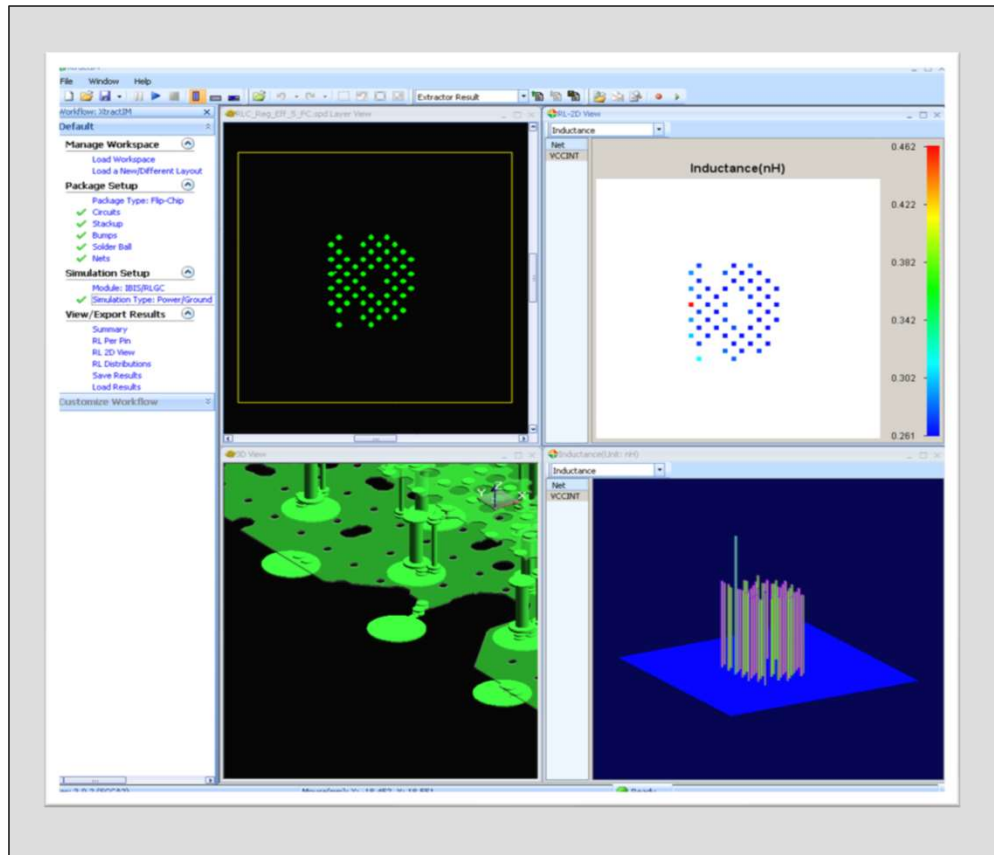 File Window Help
Extractor Result
Workflow: XtractIM
Default
Manage Workspace
Load Workspace
Load a New/Different Layout
Package Setup
Package Type: Flip-Chip
Circuits
Stackup
Bumps
Solder Ball
Nets
Simulation Setup
Module: IBIS/RLGC
Simulation Type: Power/Ground
View/Export Results
Summary
RL Per Pin
RL 2D View
RL Distributions
Save Results
Load Results
Customize Workflow
Layer View
RL-2D View
Inductance
Net
VCCINT
Inductance(nH)
0.462
0.422
0.382
0.342
0.302
0.261
3D View
X
Y
Z
Inductance(Unit: nH)
Inductance
Net
VCCINT
Ready